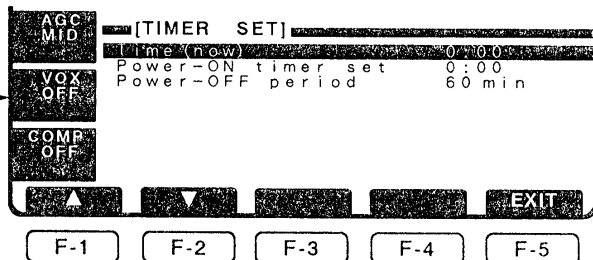 AGC
MID
[TIMER SET]
Time (now) 0:00
Power-ON timer set 0:00
Power-OFF period 60 min
VOX
OFF
COMP
OFF
▲ ▼ EXIT
F-1 F-2 F-3 F-4 F-5